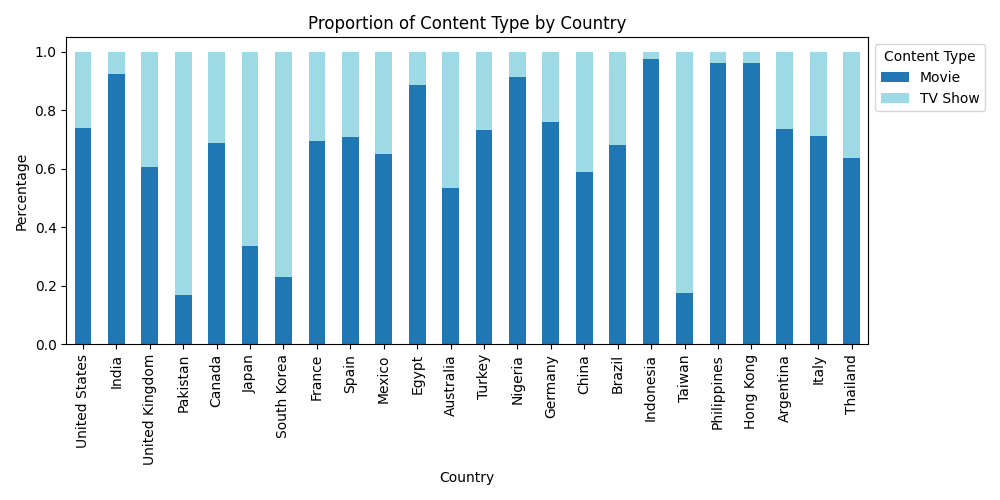 Proportion of Content Type by Country
Content Type
Movie
TV Show
Percentage
1.0
0.8
0.6
0.4
0.2
0.0
United States
India
United Kingdom
Pakistan
Canada
Japan
South Korea
France
Spain
Mexico
Egypt
Australia
Turkey
Nigeria
Germany
China
Brazil
Indonesia
Taiwan
Philippines
Hong Kong
Argentina
Italy
Thailand
Country